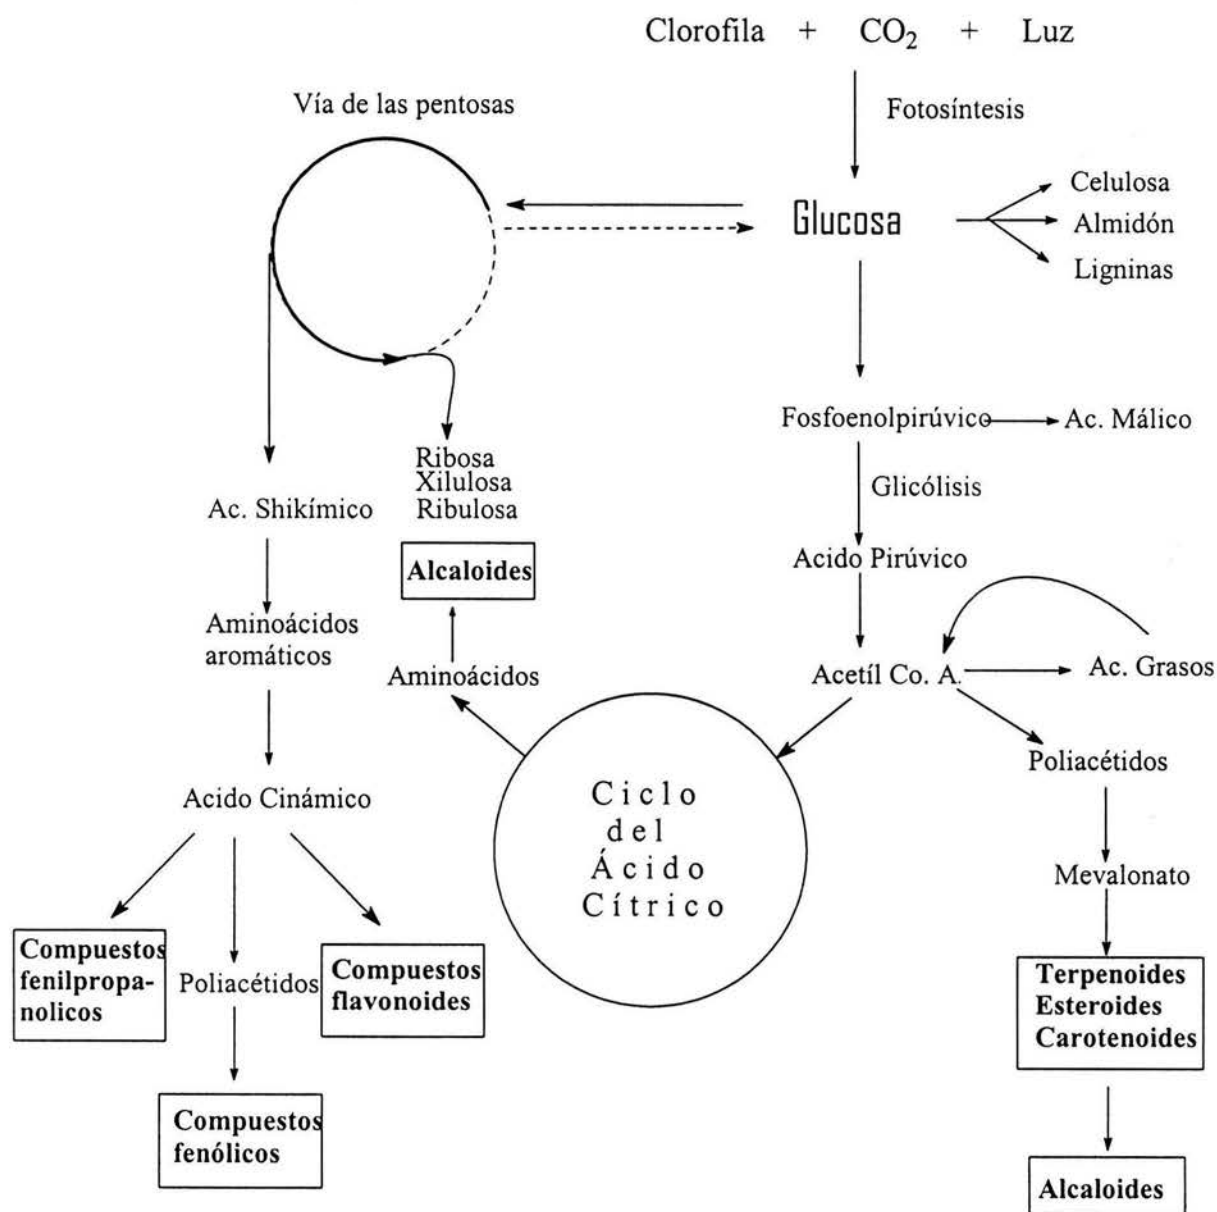 Clorofila + CO2 + Luz
Fotosíntesis
Vía de las pentosas
Glucosa
Celulosa
Almidón
Ligninas
Fosfoenolpirúvico
Ac. Málico
Glicólisis
Acido Pirúvico
Acetíl Co. A.
Ac. Grasos
Poliacétidos
Mevalonato
Terpenoides
Esteroides
Carotenoides
Alcaloides
Ribosa
Xilulosa
Ribulosa
Alcaloides
Aminoácidos
Ciclo
del
Ácido
Cítrico
Ac. Shikímico
Aminoácidos
aromáticos
Acido Cinámico
Compuestos
fenilpropa-
nolicos
Poliacétidos
Compuestos
flavonoides
Compuestos
fenólicos